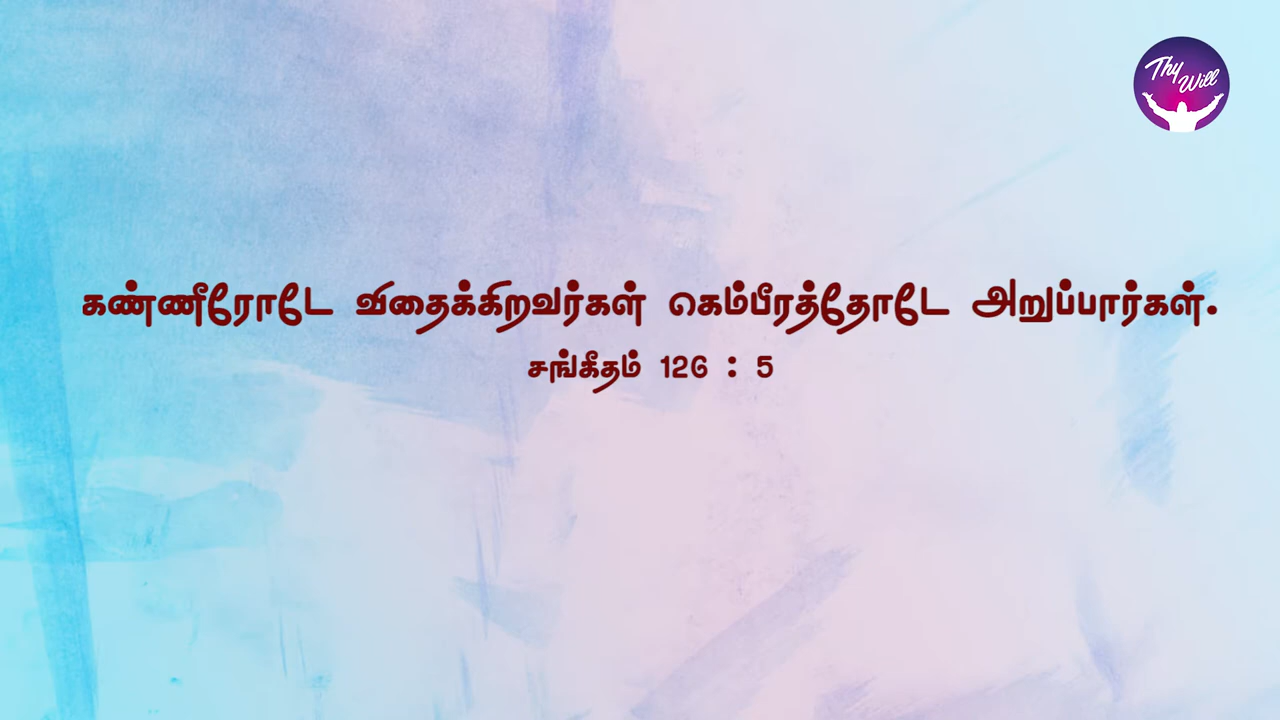 Thy
Will
கண்ணீரோடே விதைக்கிறவர்கள் கெம்பீரத்தோடே அறுப்பார்கள்.
சங்கீதம் 126 : 5